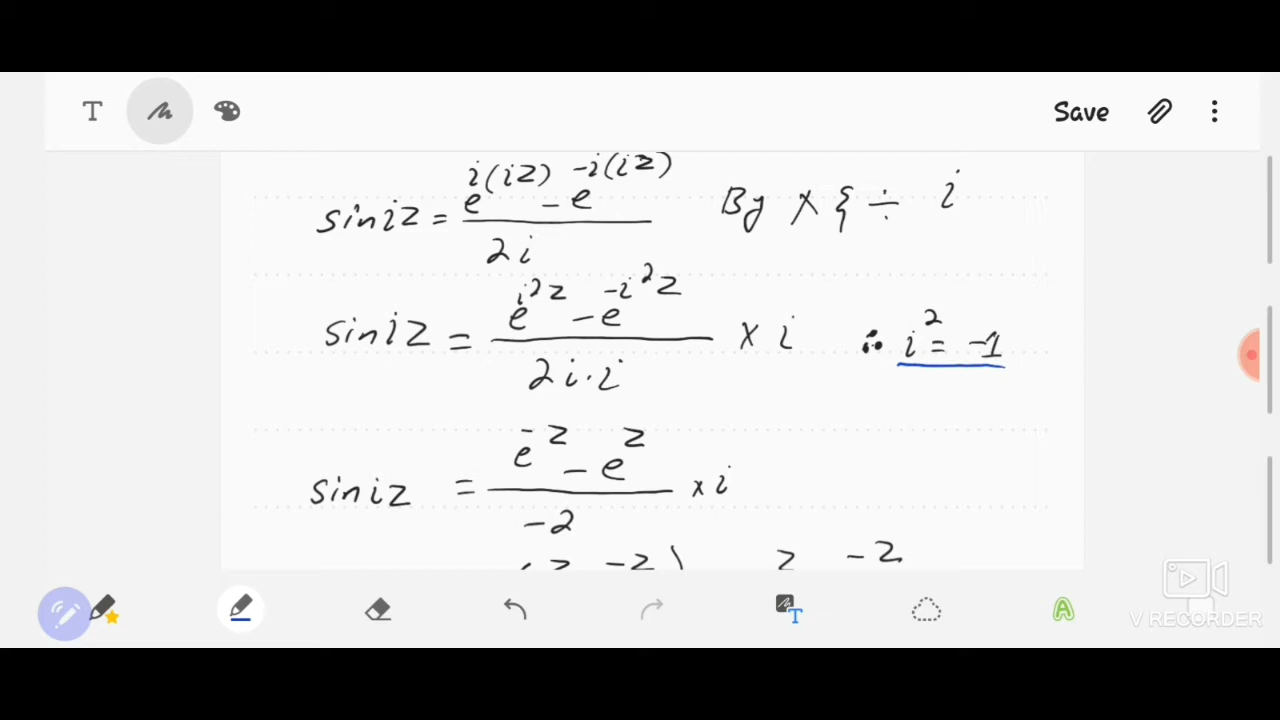 T Save
sin iz = e^{i(iz)} - e^{-i(iz)} / 2i By × { ÷ i
sin iz = e^{i²z} - e^{-i²z} / 2i·i × i ∴ i² = -1
sin iz = e^{-z} - e^{z} / -2 × i
z -z z -z
T A
V RECORDER